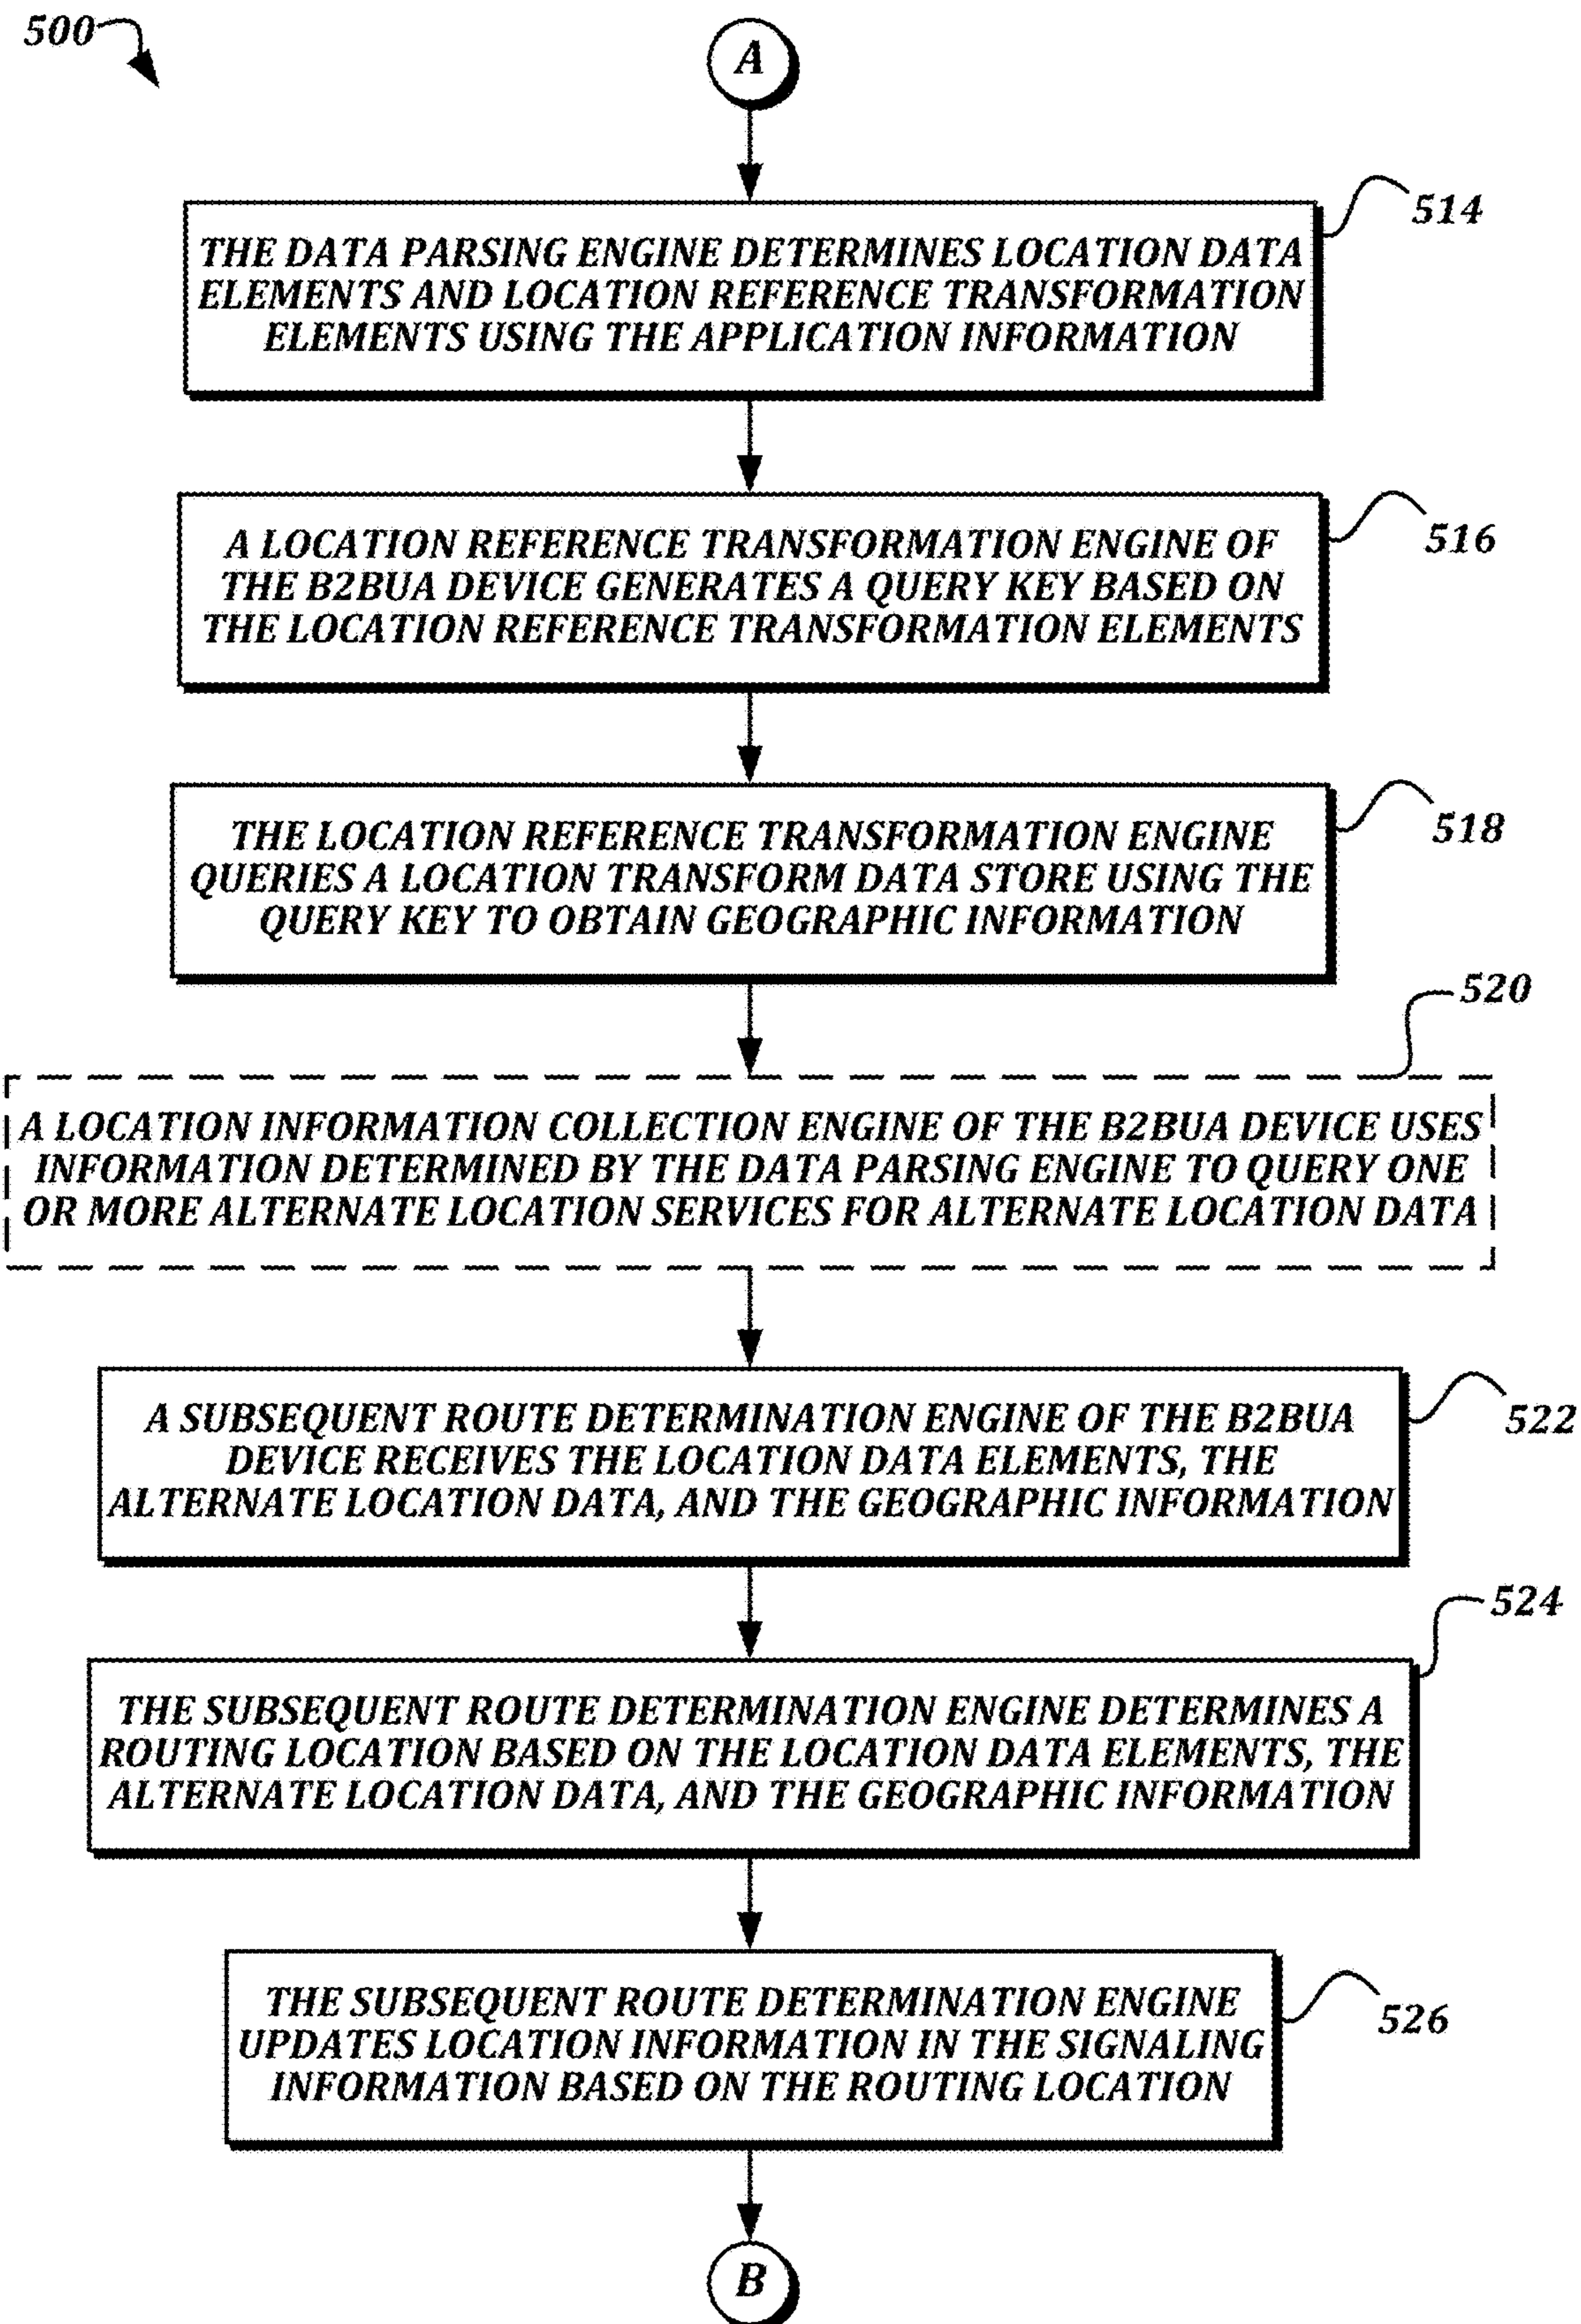 500
A
514
THE DATA PARSING ENGINE DETERMINES LOCATION DATA
ELEMENTS AND LOCATION REFERENCE TRANSFORMATION
ELEMENTS USING THE APPLICATION INFORMATION
516
A LOCATION REFERENCE TRANSFORMATION ENGINE OF
THE B2BUA DEVICE GENERATES A QUERY KEY BASED ON
THE LOCATION REFERENCE TRANSFORMATION ELEMENTS
518
THE LOCATION REFERENCE TRANSFORMATION ENGINE
QUERIES A LOCATION TRANSFORM DATA STORE USING THE
QUERY KEY TO OBTAIN GEOGRAPHIC INFORMATION
520
A LOCATION INFORMATION COLLECTION ENGINE OF THE B2BUA DEVICE USES
INFORMATION DETERMINED BY THE DATA PARSING ENGINE TO QUERY ONE
OR MORE ALTERNATE LOCATION SERVICES FOR ALTERNATE LOCATION DATA
522
A SUBSEQUENT ROUTE DETERMINATION ENGINE OF THE B2BUA
DEVICE RECEIVES THE LOCATION DATA ELEMENTS, THE
ALTERNATE LOCATION DATA, AND THE GEOGRAPHIC INFORMATION
524
THE SUBSEQUENT ROUTE DETERMINATION ENGINE DETERMINES A
ROUTING LOCATION BASED ON THE LOCATION DATA ELEMENTS, THE
ALTERNATE LOCATION DATA, AND THE GEOGRAPHIC INFORMATION
526
THE SUBSEQUENT ROUTE DETERMINATION ENGINE
UPDATES LOCATION INFORMATION IN THE SIGNALING
INFORMATION BASED ON THE ROUTING LOCATION
B